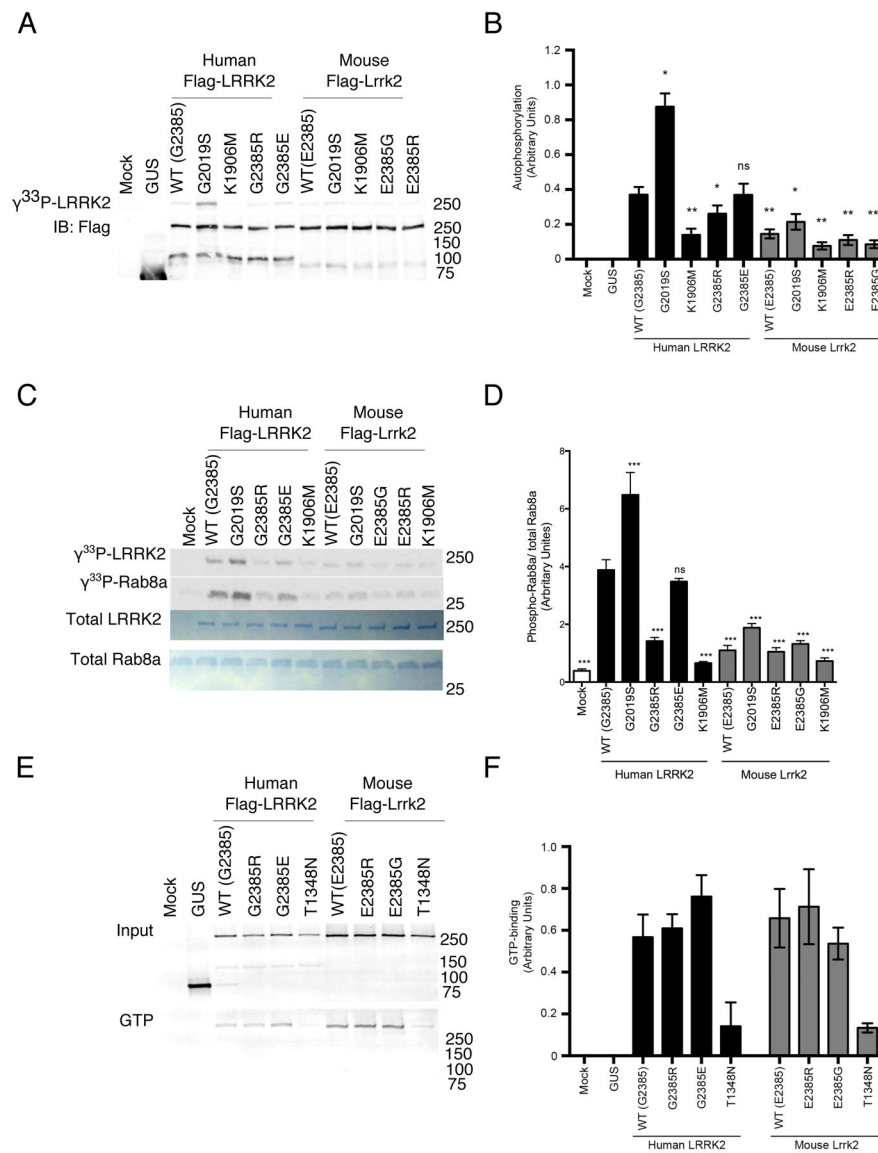 A
Human
Flag-LRRK2
Mouse
Flag-Lrrk2
Mock
GUS
WT (G2385)
G2019S
K1906M
G2385R
G2385E
WT(E2385)
G2019S
K1906M
E2385G
E2385R
γ33P-LRRK2
250
IB: Flag
250
150
100
75
B
Autophosphorylation
(Arbitrary Units)
1.2
1.0
0.8
0.6
0.4
0.2
0
*
**
*
ns
**
*
**
**
**
Mock
GUS
WT (G2385)
G2019S
K1906M
G2385R
G2385E
WT (E2385)
G2019S
K1906M
E2385R
E2385G
Human LRRK2
Mouse Lrrk2
C
Human
Flag-LRRK2
Mouse
Flag-Lrrk2
Mock
WT (G2385)
G2019S
G2385R
G2385E
K1906M
WT(E2385)
G2019S
E2385G
E2385R
K1906M
γ33P-LRRK2
250
γ33P-Rab8a
25
Total LRRK2
250
Total Rab8a
25
D
Phospho-Rab8a/ total Rab8a
(Arbritary Unites)
8
6
4
2
0
***
***
***
ns
***
***
***
***
***
***
Mock
WT (G2385)
G2019S
G2385R
G2385E
K1906M
WT (E2385)
G2019S
E2385R
E2385G
K1906M
Human LRRK2
Mouse Lrrk2
E
Human
Flag-LRRK2
Mouse
Flag-Lrrk2
Mock
GUS
WT (G2385)
G2385R
G2385E
T1348N
WT(E2385)
E2385R
E2385G
T1348N
Input
250
150
100
75
GTP
250
150
100
75
F
GTP-binding
(Arbitrary Units)
1.0
0.8
0.6
0.4
0.2
0
Mock
GUS
WT (G2385)
G2385R
G2385E
T1348N
WT (E2385)
E2385R
E2385G
T1348N
Human LRRK2
Mouse Lrrk2